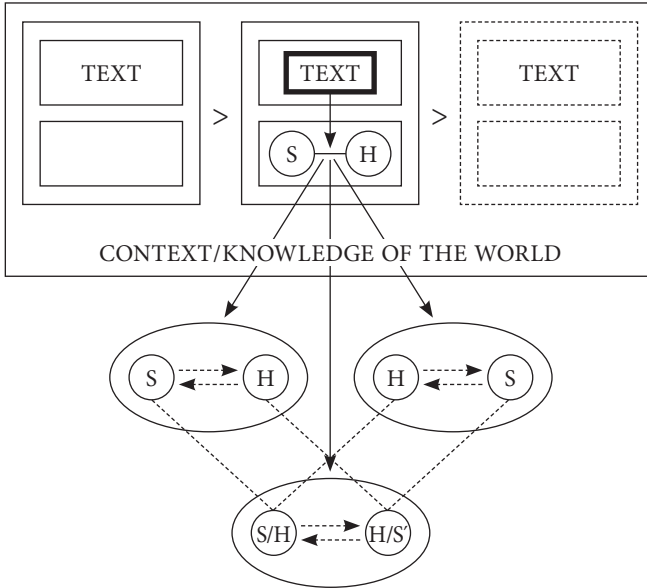 TEXT > TEXT > TEXT
S H
CONTEXT/KNOWLEDGE OF THE WORLD
S H H S
S/H H/S′